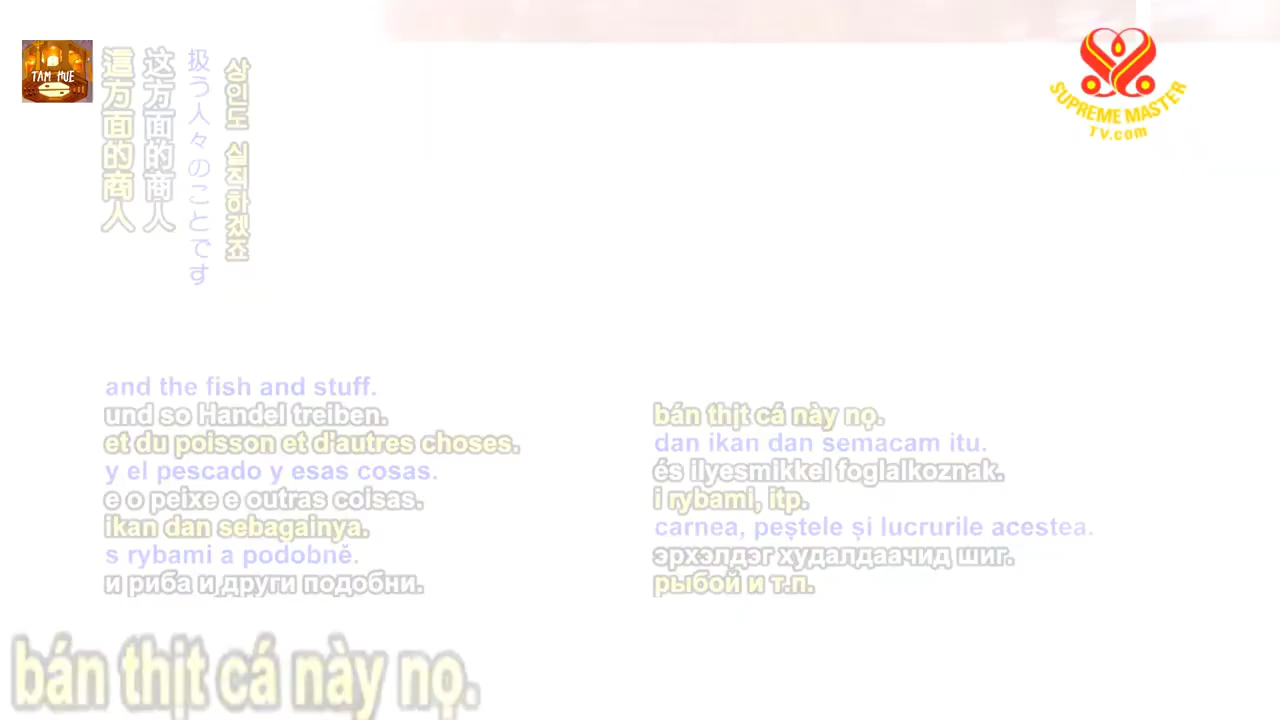 TAM HUE
這方面的商人
这方面的商人
扱う人々のことです
상인도 실직하겠죠
SUPREME MASTER
TV.com
and the fish and stuff.
und so Handel treiben.
et du poisson et d'autres choses.
y el pescado y esas cosas.
e o peixe e outras coisas.
ikan dan sebagainya.
s rybami a podobně.
и риба и други подобни.
bán thịt cá này nọ.
dan ikan dan semacam itu.
és ilyesmikkel foglalkoznak.
i rybami, itp.
carnea, peștele și lucrurile acestea.
эрхэлдэг худалдаачид шиг.
рыбой и т.п.
bán thịt cá này nọ.